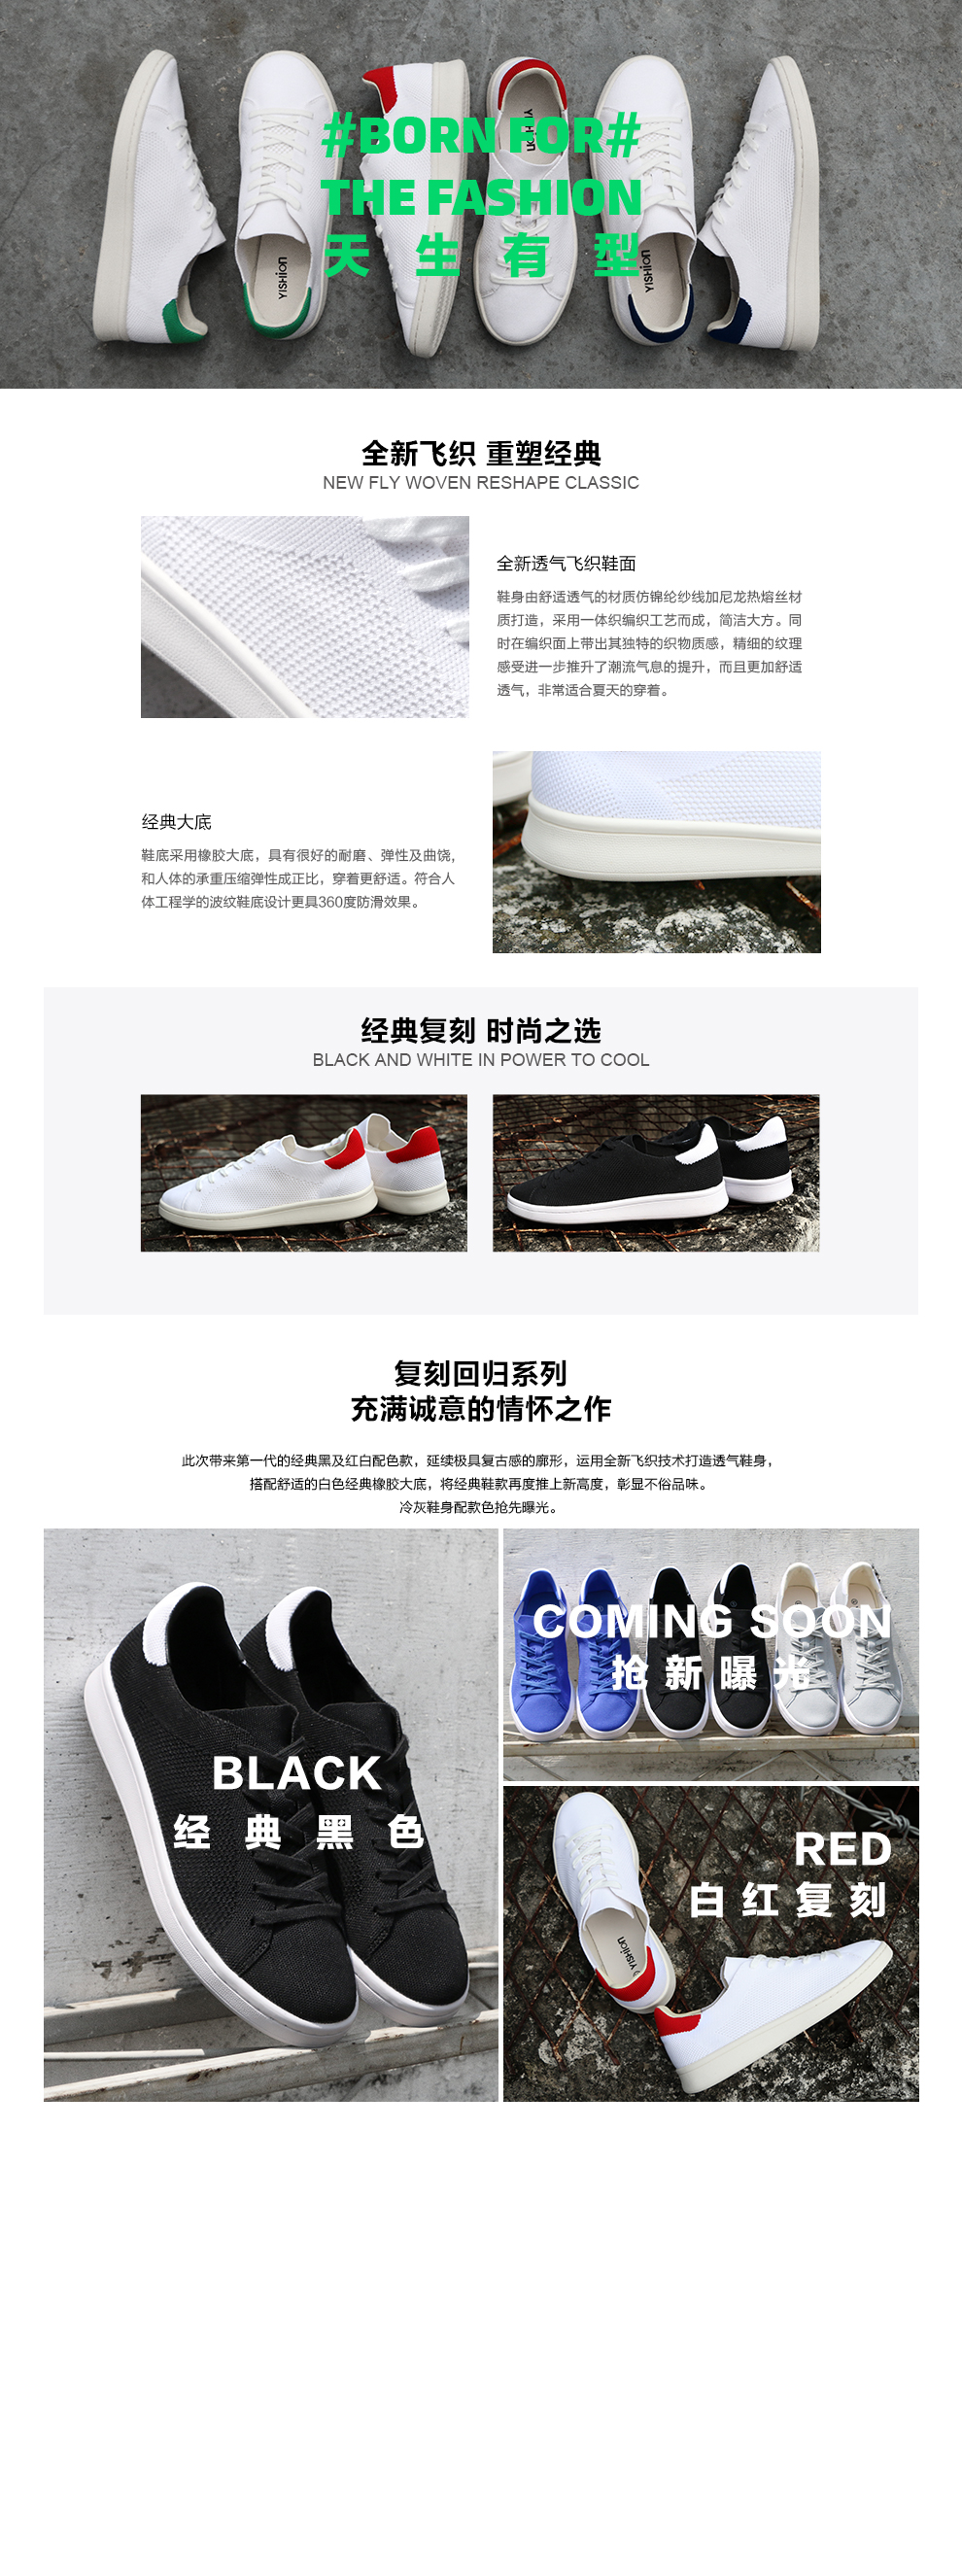 #BORN FOR#
THE FASHION
天生有型
YISHION
YISHION
YISHION
全新飞织 重塑经典
NEW FLY WOVEN RESHAPE CLASSIC
全新透气飞织鞋面
鞋身由舒适透气的材质仿锦纶纱线加尼龙热熔丝材
质打造，采用一体织编织工艺而成，简洁大方。同
时在编织面上带出其独特的织物质感，精细的纹理
感受进一步推升了潮流气息的提升，而且更加舒适
透气，非常适合夏天的穿着。
经典大底
鞋底采用橡胶大底，具有很好的耐磨、弹性及曲饶，
和人体的承重压缩弹性成正比，穿着更舒适。符合人
体工程学的波纹鞋底设计更具360度防滑效果。
经典复刻 时尚之选
BLACK AND WHITE IN POWER TO COOL
复刻回归系列
充满诚意的情怀之作
此次带来第一代的经典黑及红白配色款，延续极具复古感的廓形，运用全新飞织技术打造透气鞋身，
搭配舒适的白色经典橡胶大底，将经典鞋款再度推上新高度，彰显不俗品味。
冷灰鞋身配款色抢先曝光。
BLACK
经典黑色
COMING SOON
抢新曝光
RED
白红复刻
YISHION